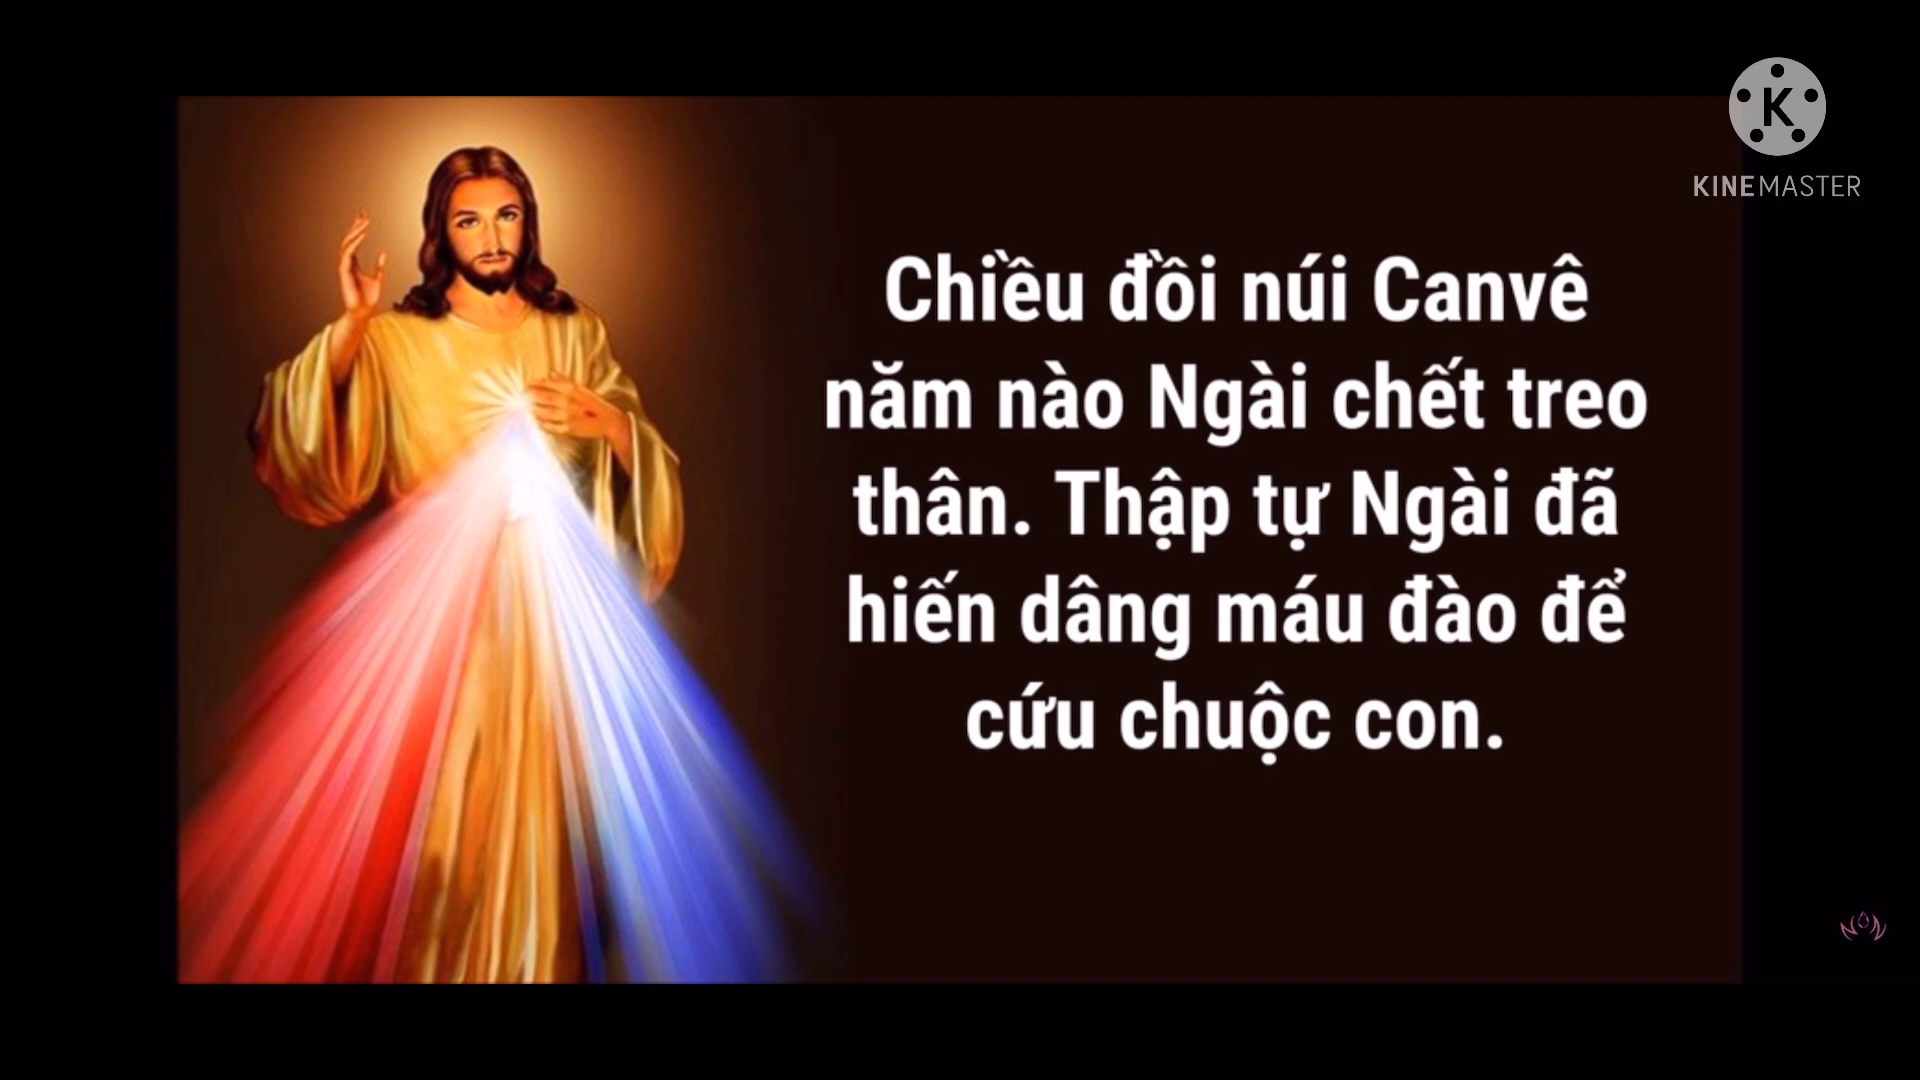 KINEMASTER
Chiều đồi núi Canvê
năm nào Ngài chết treo
thân. Thập tự Ngài đã
hiến dâng máu đào để
cứu chuộc con.